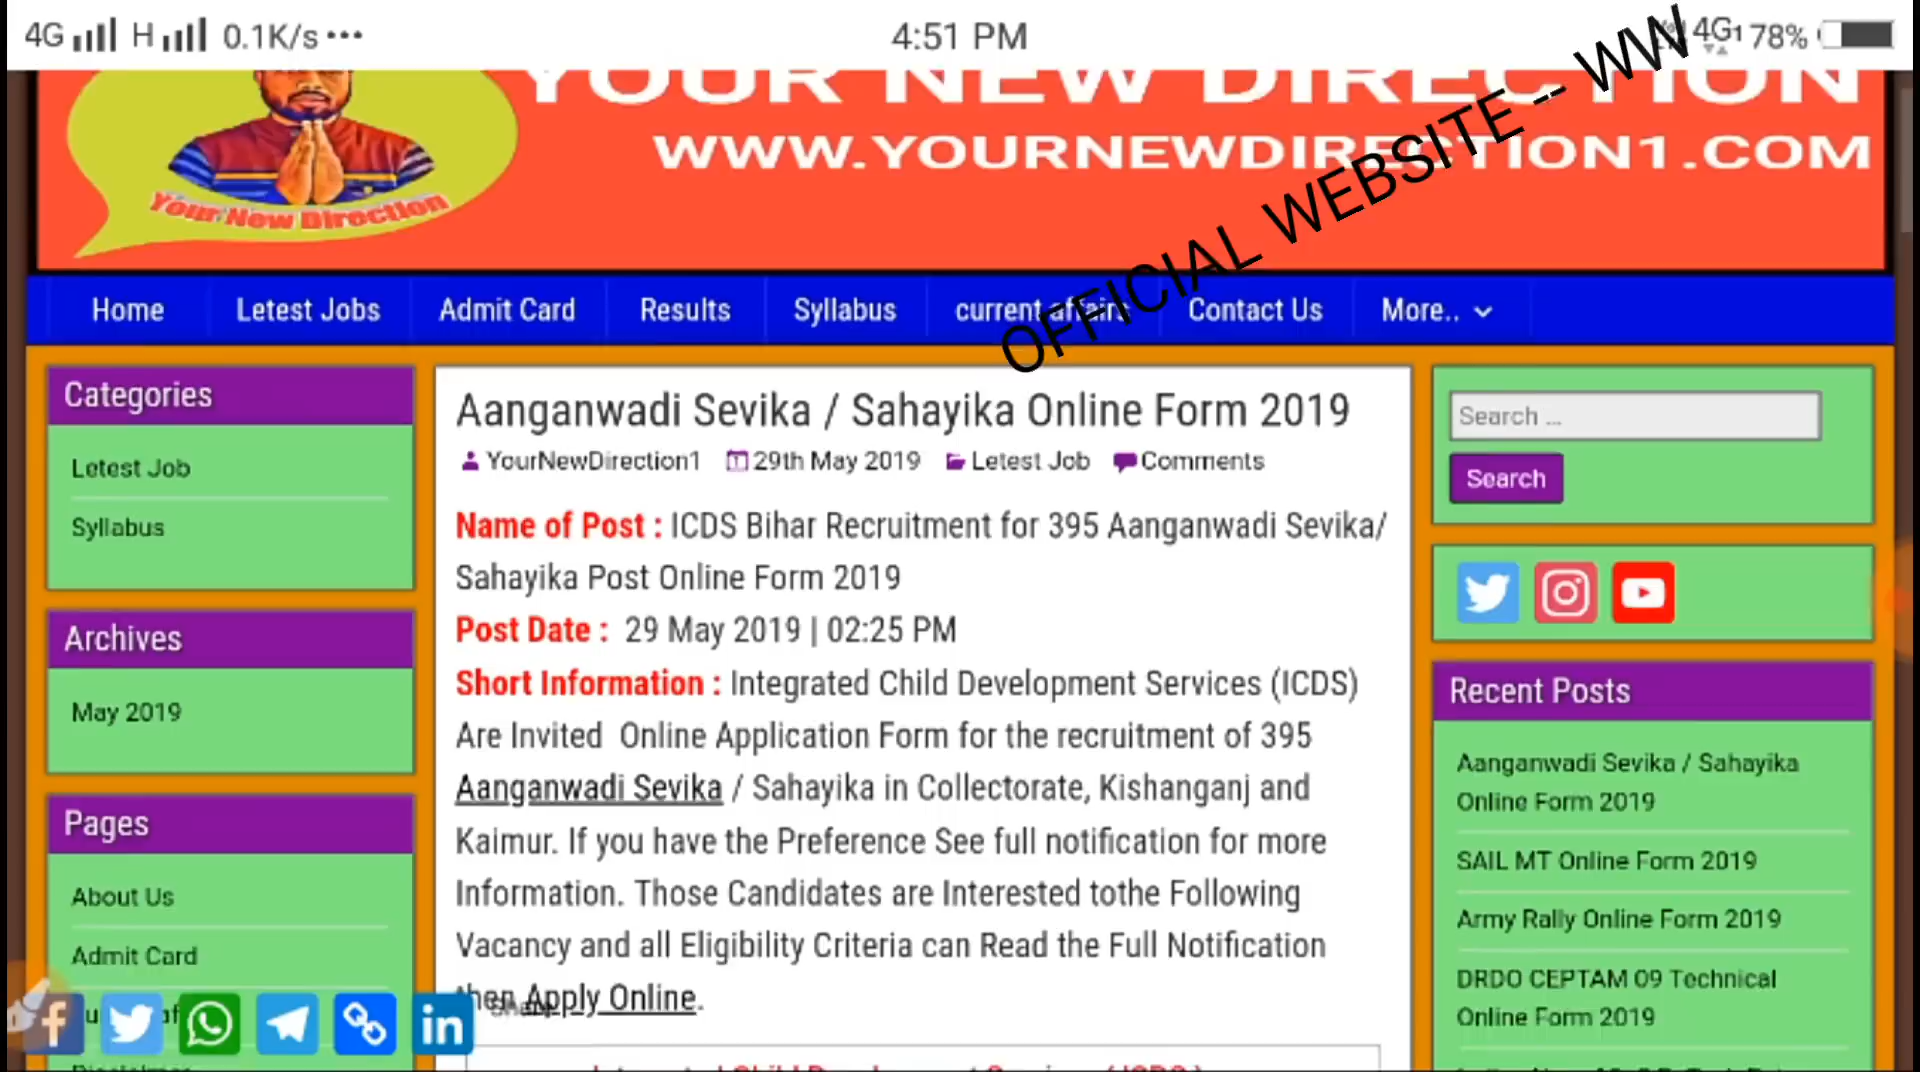 4G H 0.1K/s ••• 4:51 PM 4G 78%
YOUR NEW DIRECTION
WWW.YOURNEWDIRECTION1.COM
Your New Direction
OFFICIAL WEBSITE -- WW
Home Letest Jobs Admit Card Results Syllabus current affairs Contact Us More..
Categories
Letest Job
Syllabus
Archives
May 2019
Pages
About Us
Admit Card
Aanganwadi Sevika / Sahayika Online Form 2019
YourNewDirection1 29th May 2019 Letest Job Comments
Name of Post : ICDS Bihar Recruitment for 395 Aanganwadi Sevika/
Sahayika Post Online Form 2019
Post Date : 29 May 2019 | 02:25 PM
Short Information : Integrated Child Development Services (ICDS)
Are Invited Online Application Form for the recruitment of 395
Aanganwadi Sevika / Sahayika in Collectorate, Kishanganj and
Kaimur. If you have the Preference See full notification for more
Information. Those Candidates are Interested tothe Following
Vacancy and all Eligibility Criteria can Read the Full Notification
then Apply Online.
Search ...
Search
Recent Posts
Aanganwadi Sevika / Sahayika
Online Form 2019
SAIL MT Online Form 2019
Army Rally Online Form 2019
DRDO CEPTAM 09 Technical
Online Form 2019